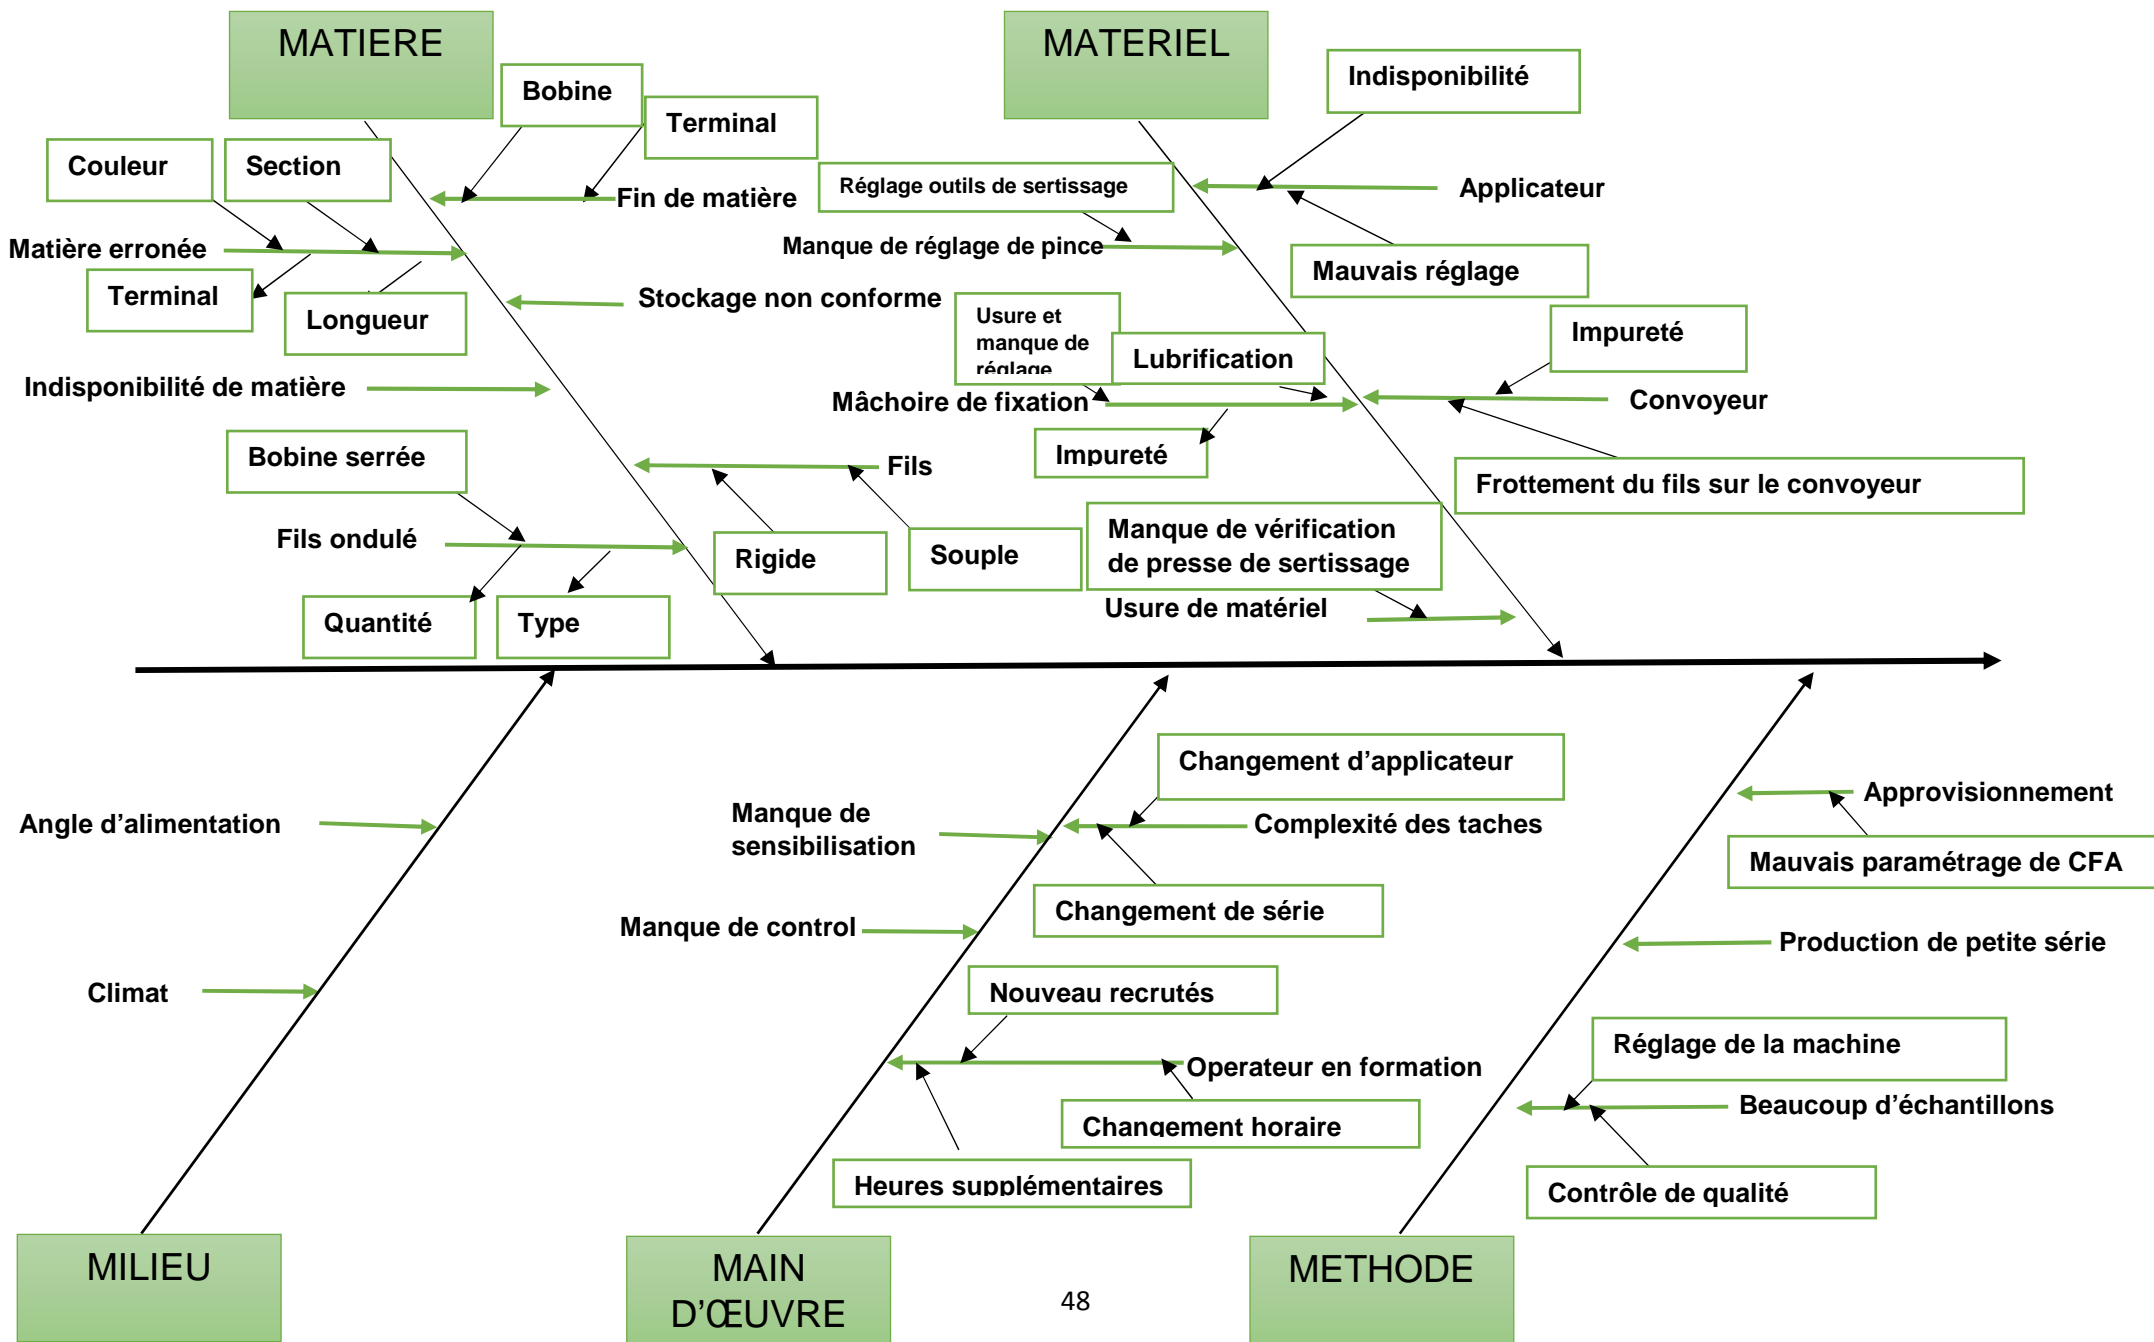 MATIERE
MATERIEL
Bobine
Indisponibilité
Terminal
Couleur
Section
Réglage outils de sertissage
Applicateur
Fin de matière
Matière erronée
Manque de réglage de pince
Mauvais réglage
Terminal
Longueur
Stockage non conforme
Usure et
manque de
réglage
Lubrification
Impureté
Indisponibilité de matière
Mâchoire de fixation
Convoyeur
Bobine serrée
Fils
Impureté
Frottement du fils sur le convoyeur
Fils ondulé
Rigide
Souple
Manque de vérification
de presse de sertissage
Usure de matériel
Quantité
Type
Changement d’applicateur
Approvisionnement
Angle d’alimentation
Manque de
sensibilisation
Complexité des taches
Mauvais paramétrage de CFA
Changement de série
Manque de control
Production de petite série
Climat
Nouveau recrutés
Réglage de la machine
Operateur en formation
Beaucoup d’échantillons
Changement horaire
Heures supplémentaires
Contrôle de qualité
MILIEU
MAIN
D’ŒUVRE
METHODE
48